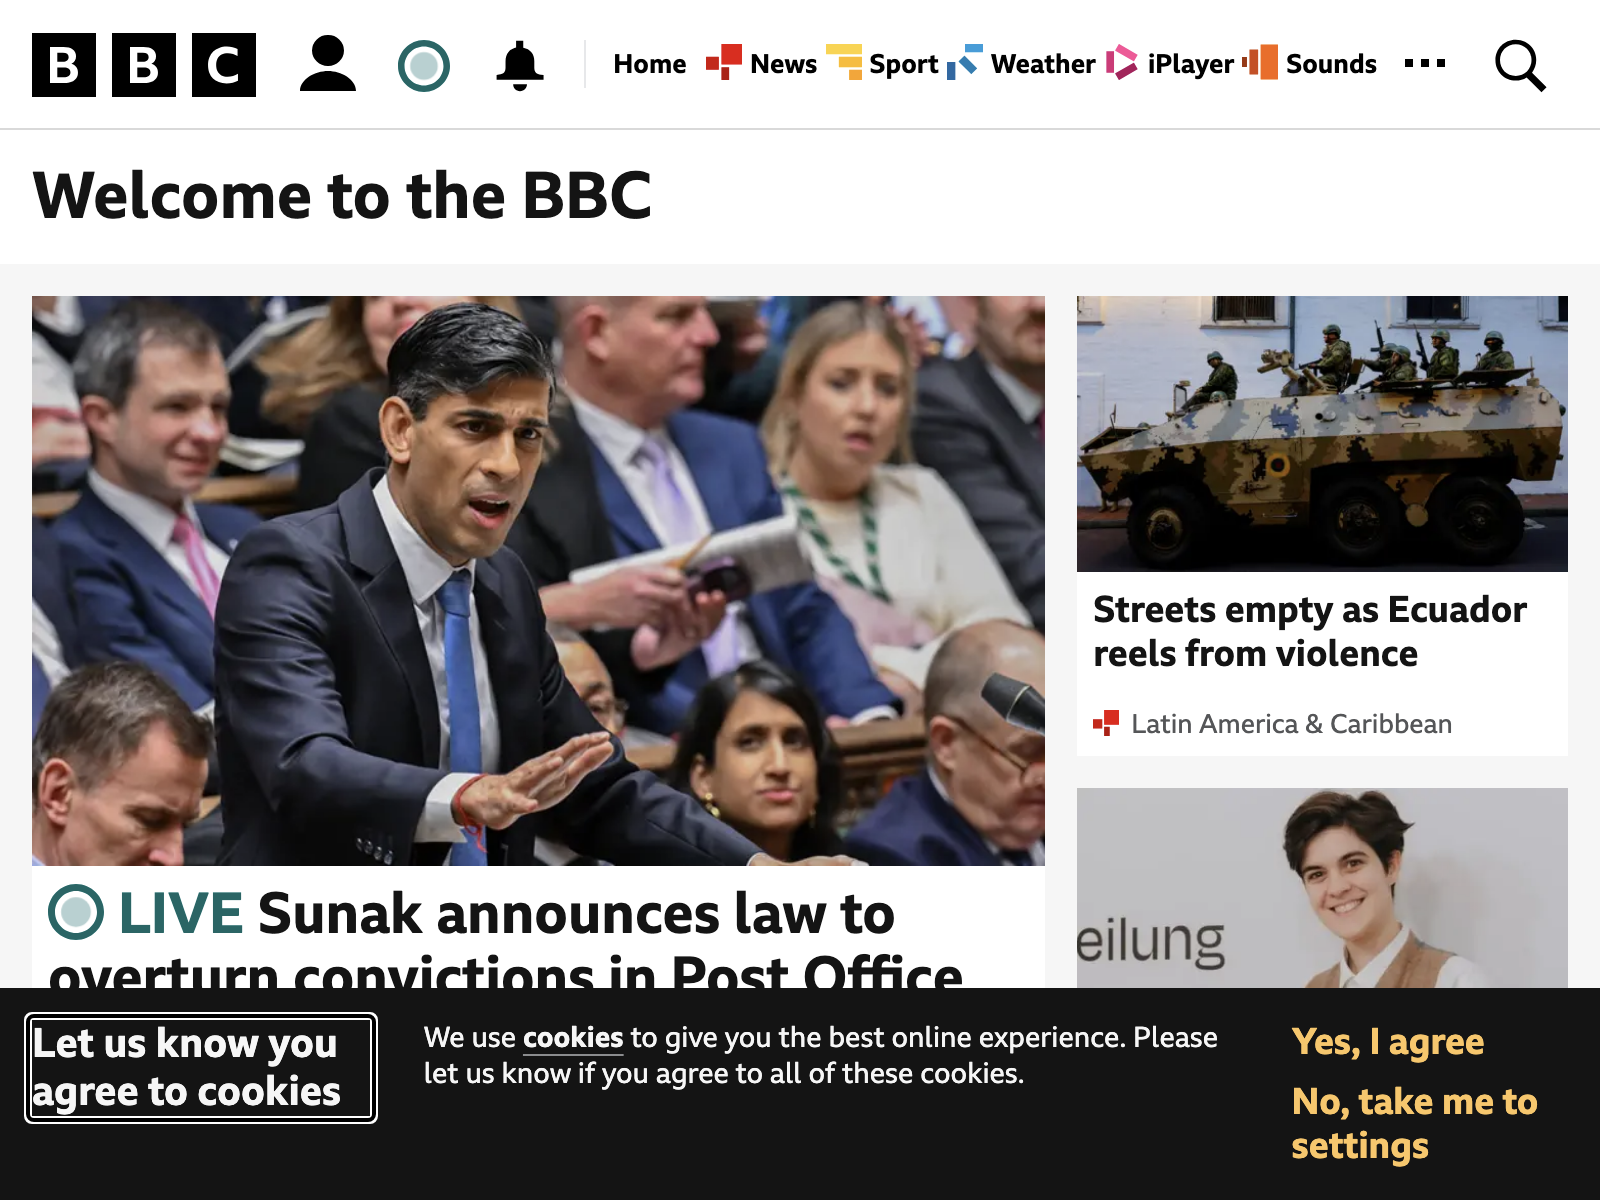 BBC
Home News Sport Weather iPlayer Sounds
Welcome to the BBC
LIVE Sunak announces law to
overturn convictions in Post Office
Streets empty as Ecuador
reels from violence
Latin America & Caribbean
eilung
Let us know you
agree to cookies
We use cookies to give you the best online experience. Please
let us know if you agree to all of these cookies.
Yes, I agree
No, take me to
settings